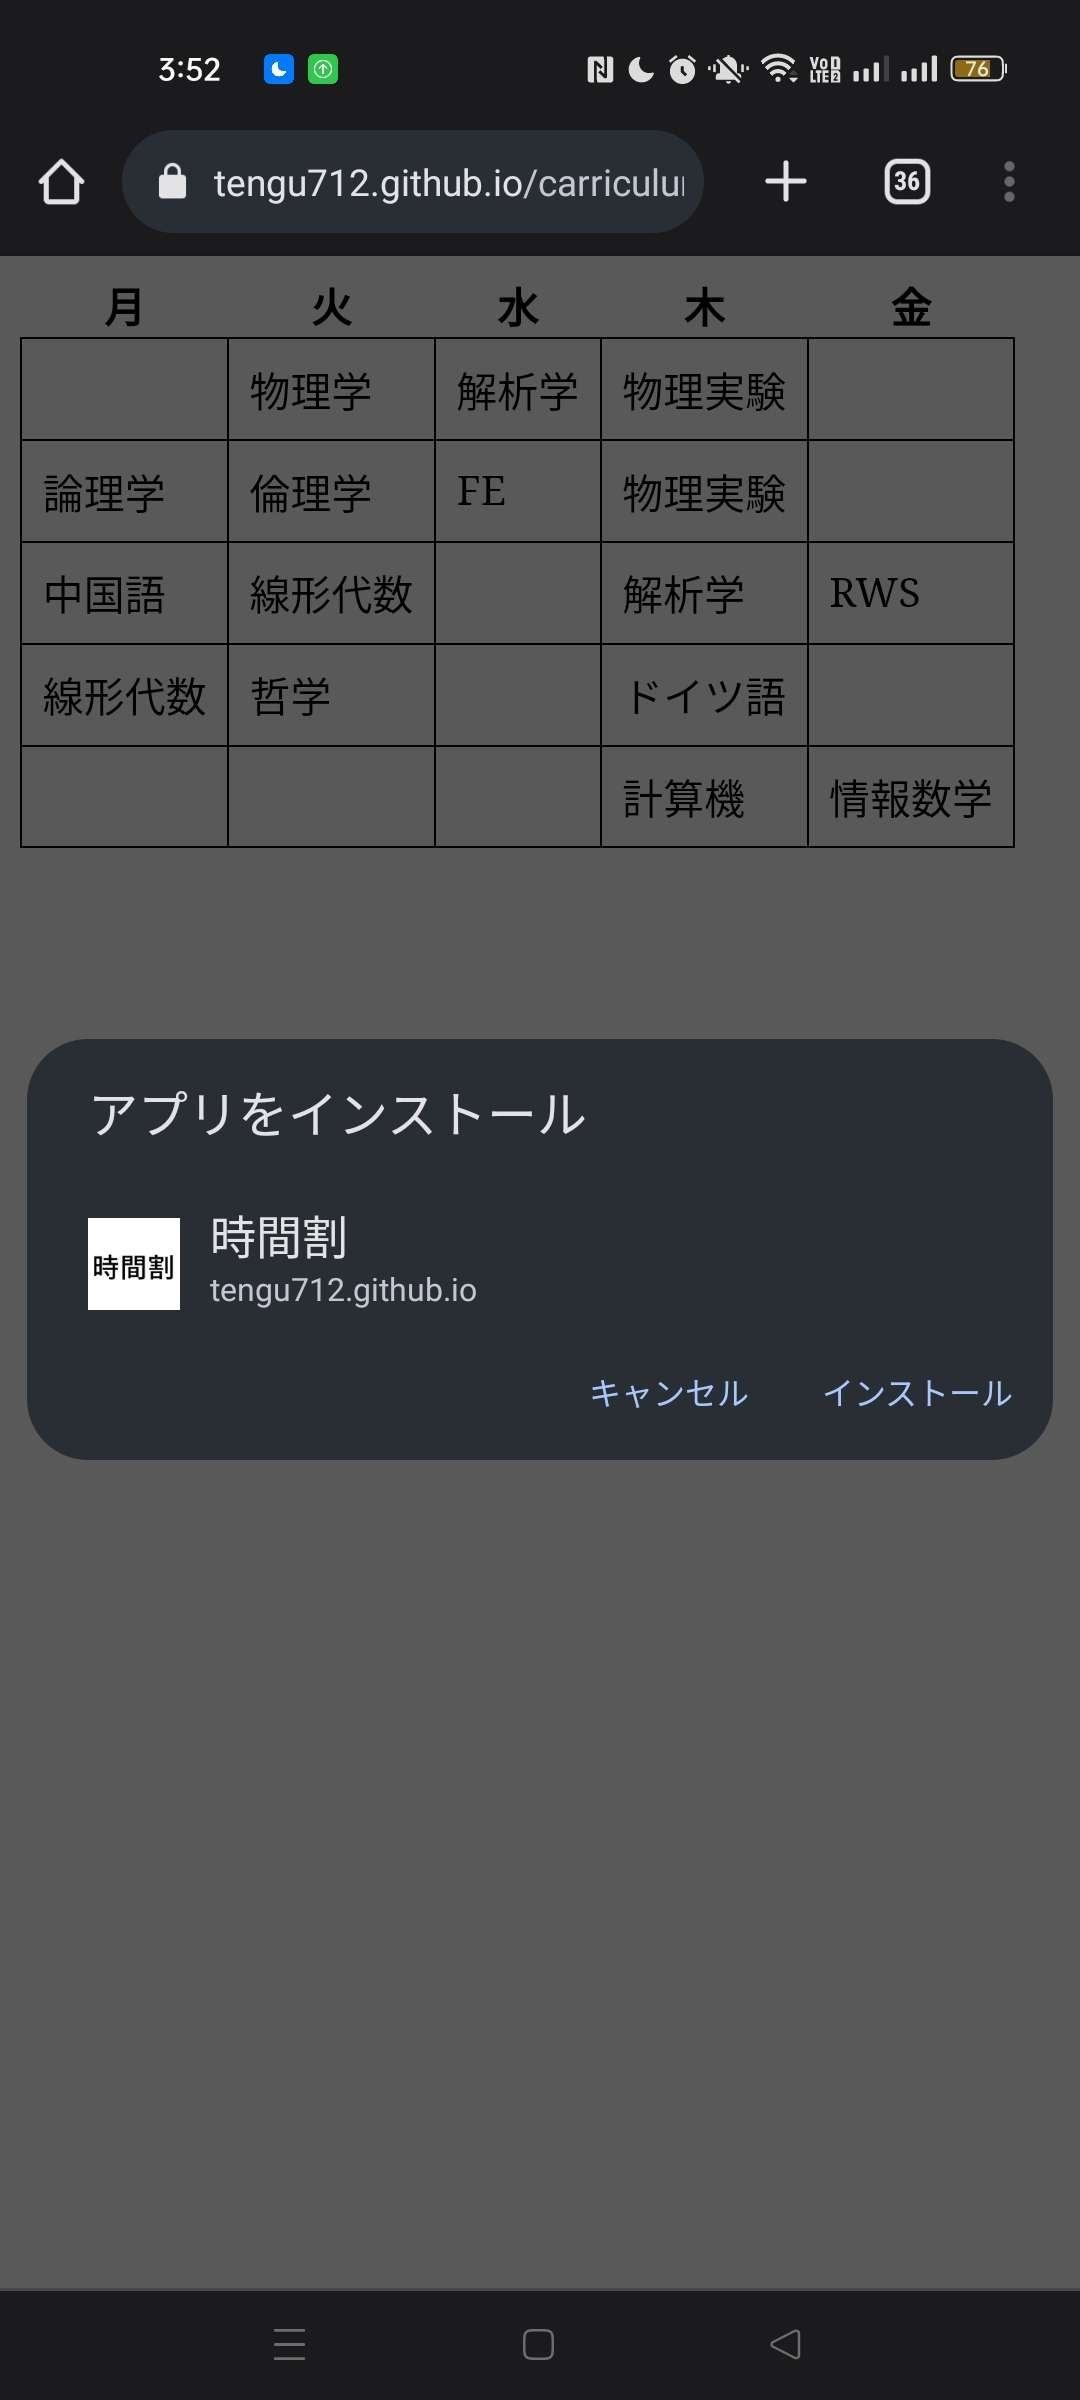 3:52 Vo 1 LTE 2 76
tengu712.github.io/carriculu 36
月 火 水 木 金
物理学 解析学 物理実験
論理学 倫理学 FE 物理実験
中国語 線形代数 解析学 RWS
線形代数 哲学 ドイツ語
計算機 情報数学
アプリをインストール
時間割 時間割
tengu712.github.io
キャンセル インストール